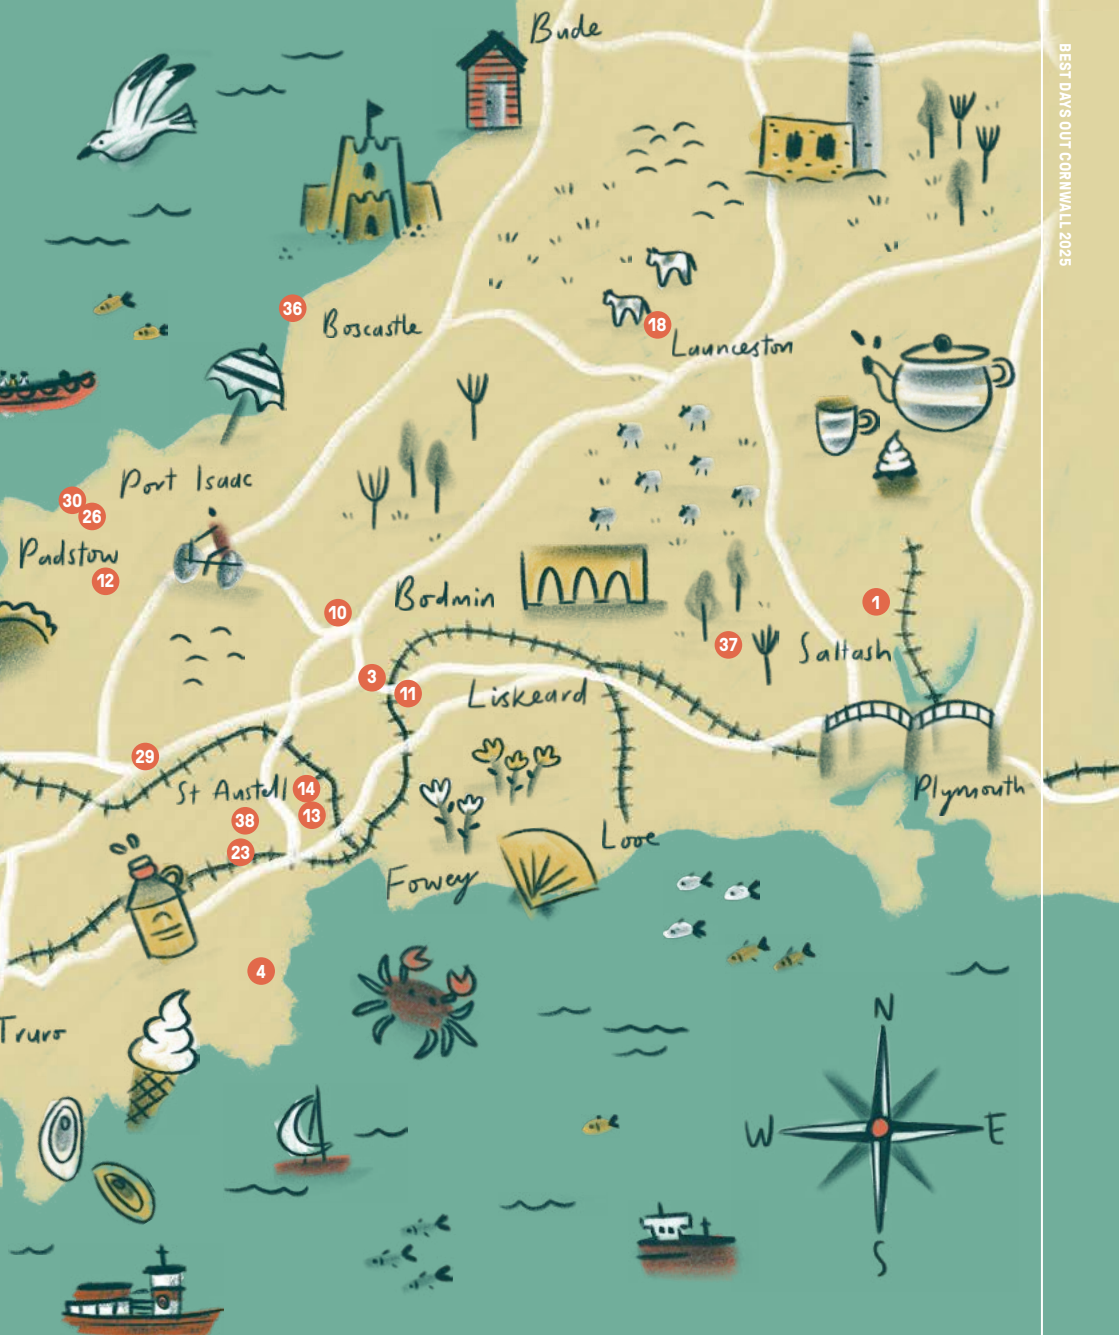 Bude
BEST DAYS OUT CORNWALL 2025
36
Boscastle
18
Launceston
Port Isaac
30
26
Padstow
12
10
Bodmin
1
37
Saltash
3
11
Liskeard
29
St Austell
14
13
38
23
Plymouth
Looe
Fowey
4
Truro
N
W
E
S